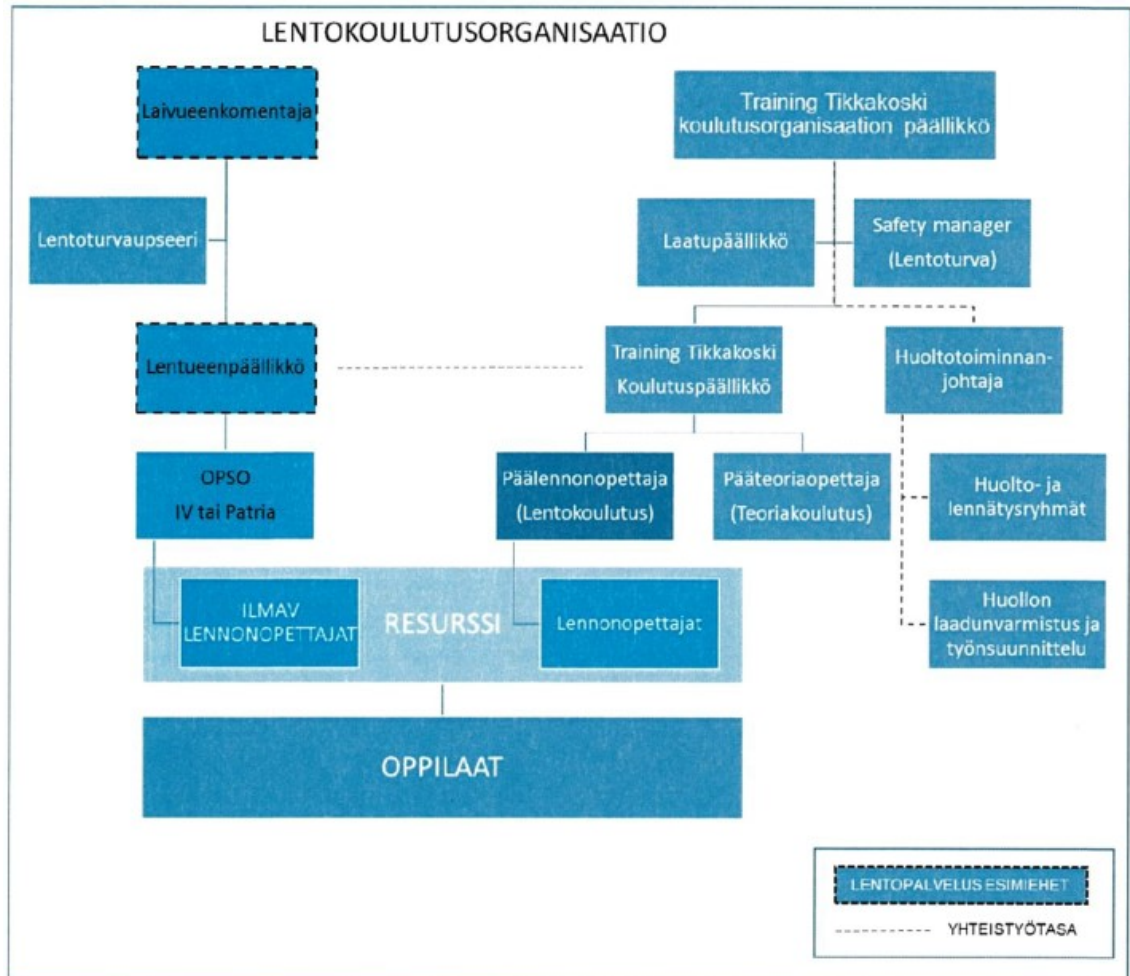 LENTOKOULUTUSORGANISAATIO
Laivueenkomentaja
Training Tikkakoski
koulutusorganisaation päällikkö
Lentoturvaupseeri
Laatupäällikkö
Safety manager
(Lentoturva)
Lentueenpäällikkö
Training Tikkakoski
Koulutuspäällikkö
Huoltotoiminnan-
johtaja
OPSO
IV tai Patria
Päälennonopettaja
(Lentokoulutus)
Pääteoriaopettaja
(Teoriakoulutus)
Huolto- ja
lennätysryhmät
ILMAV
LENNONOPETTAJAT
RESURSSI
Lennonopettajat
Huollon
laadunvarmistus ja
työnsuunnittelu
OPPILAAT
LENTOPALVELUS ESIMIEHET
YHTEISTYÖTASA